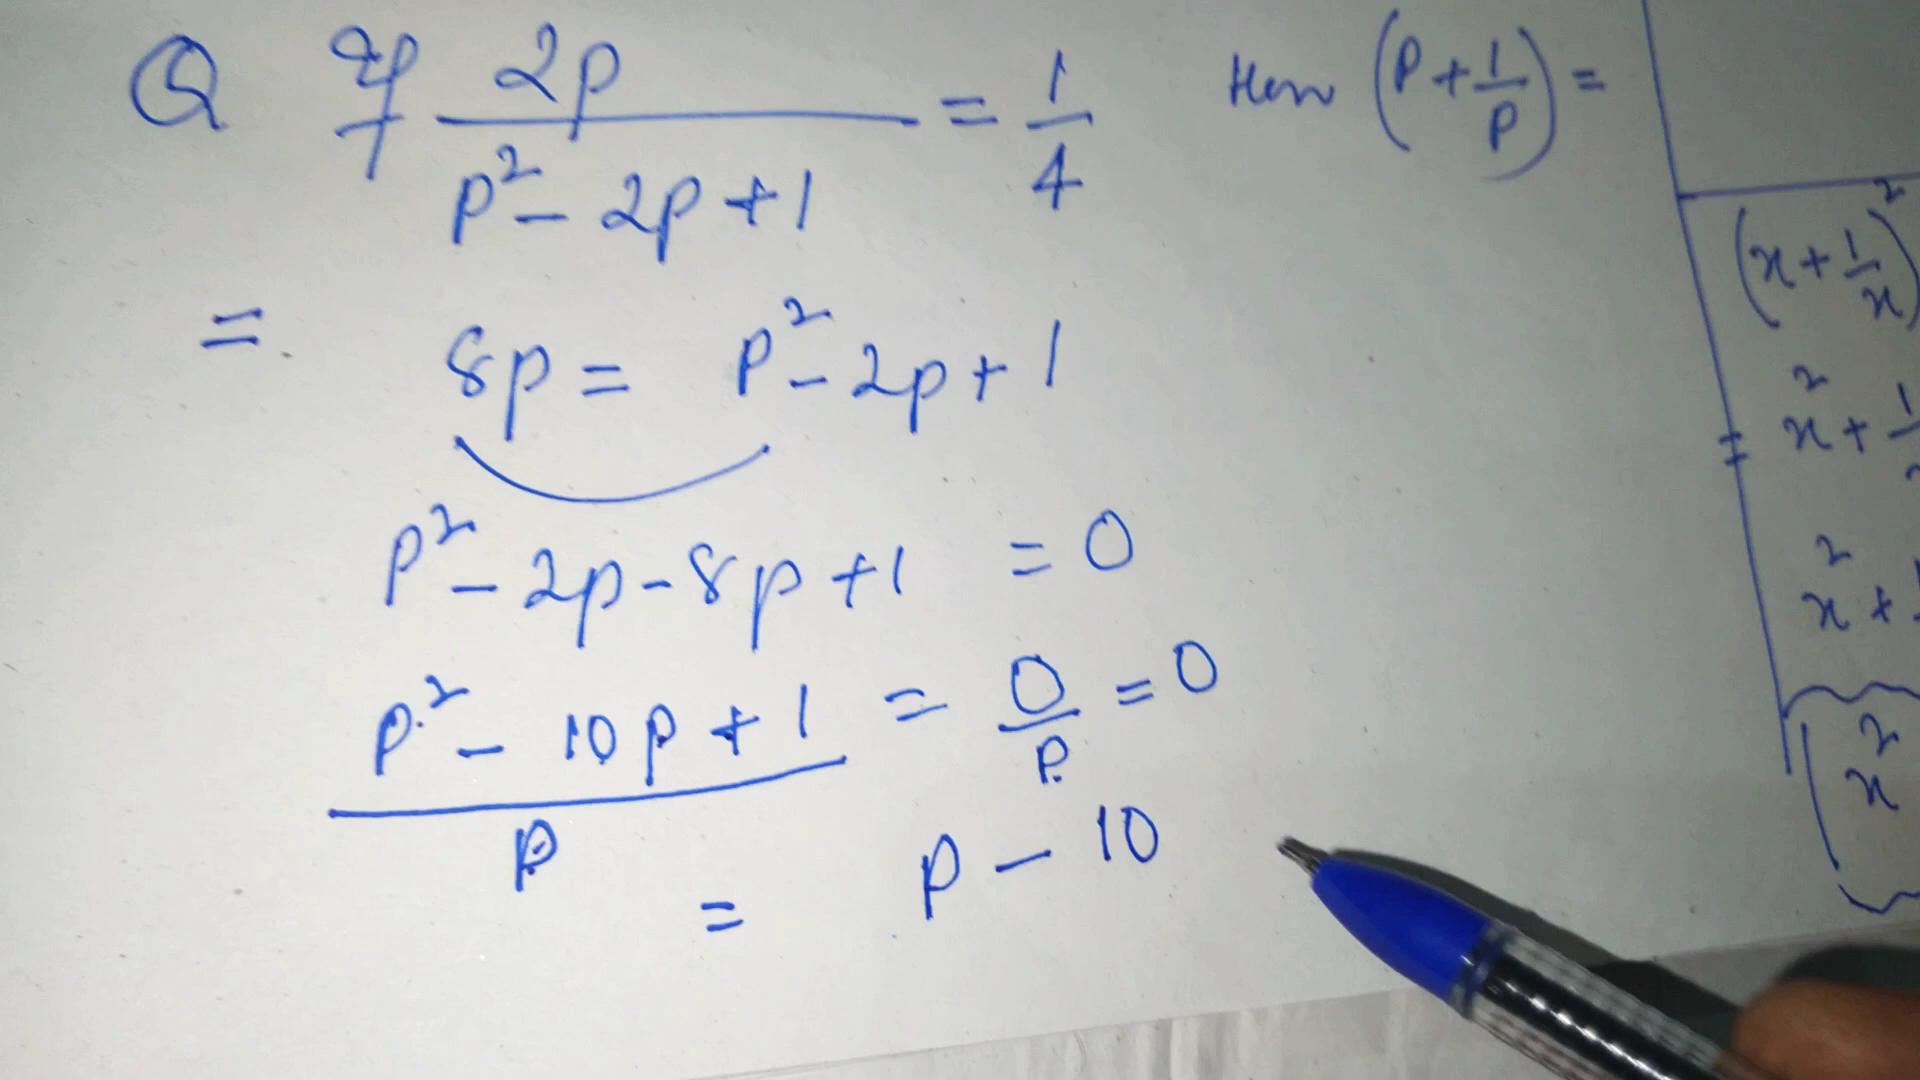 Q If 2p / p² - 2p + 1 = 1/4 then (p + 1/p) =
= 8p = p² - 2p + 1
p² - 2p - 8p + 1 = 0
p² - 10p + 1 / p = 0/p = 0
= p - 10
(x + 1/x)²
= x² + 1
x² +
(x²